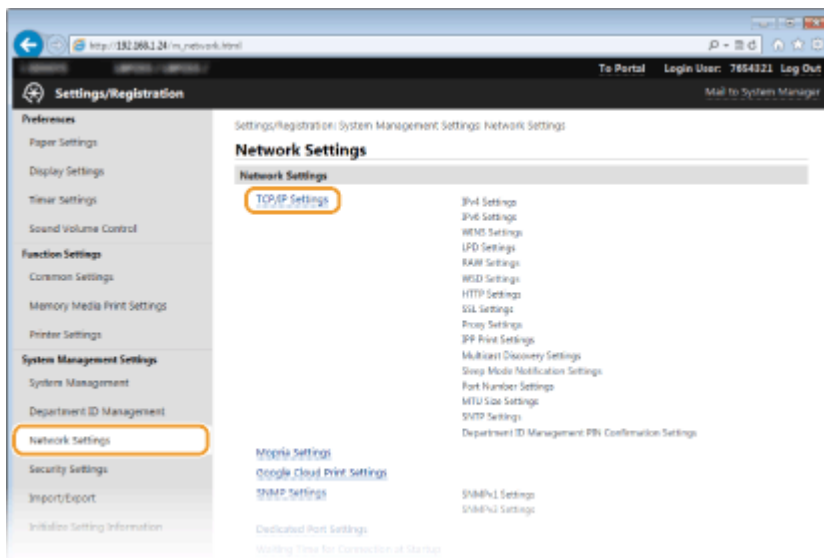 http://192.168.1.24/m_network.html
To Portal Login User: 7654321 Log Out
Settings/Registration
Mail to System Manager
Preferences
Paper Settings
Display Settings
Timer Settings
Sound Volume Control
Function Settings
Common Settings
Memory Media Print Settings
Printer Settings
System Management Settings
System Management
Department ID Management
Network Settings
Security Settings
Import/Export
Initialize Setting Information
Settings/Registration: System Management Settings: Network Settings
Network Settings
Network Settings
TCP/IP Settings
IPv4 Settings
IPv6 Settings
WINS Settings
LPD Settings
RAW Settings
WSD Settings
HTTP Settings
SSL Settings
Proxy Settings
IPP Print Settings
Multicast Discovery Settings
Sleep Mode Notification Settings
Port Number Settings
MTU Size Settings
SNTP Settings
Department ID Management PIN Confirmation Settings
Mopria Settings
Google Cloud Print Settings
SNMP Settings
SNMPv1 Settings
SNMPv3 Settings
Dedicated Port Settings
Waiting Time for Connection at Startup